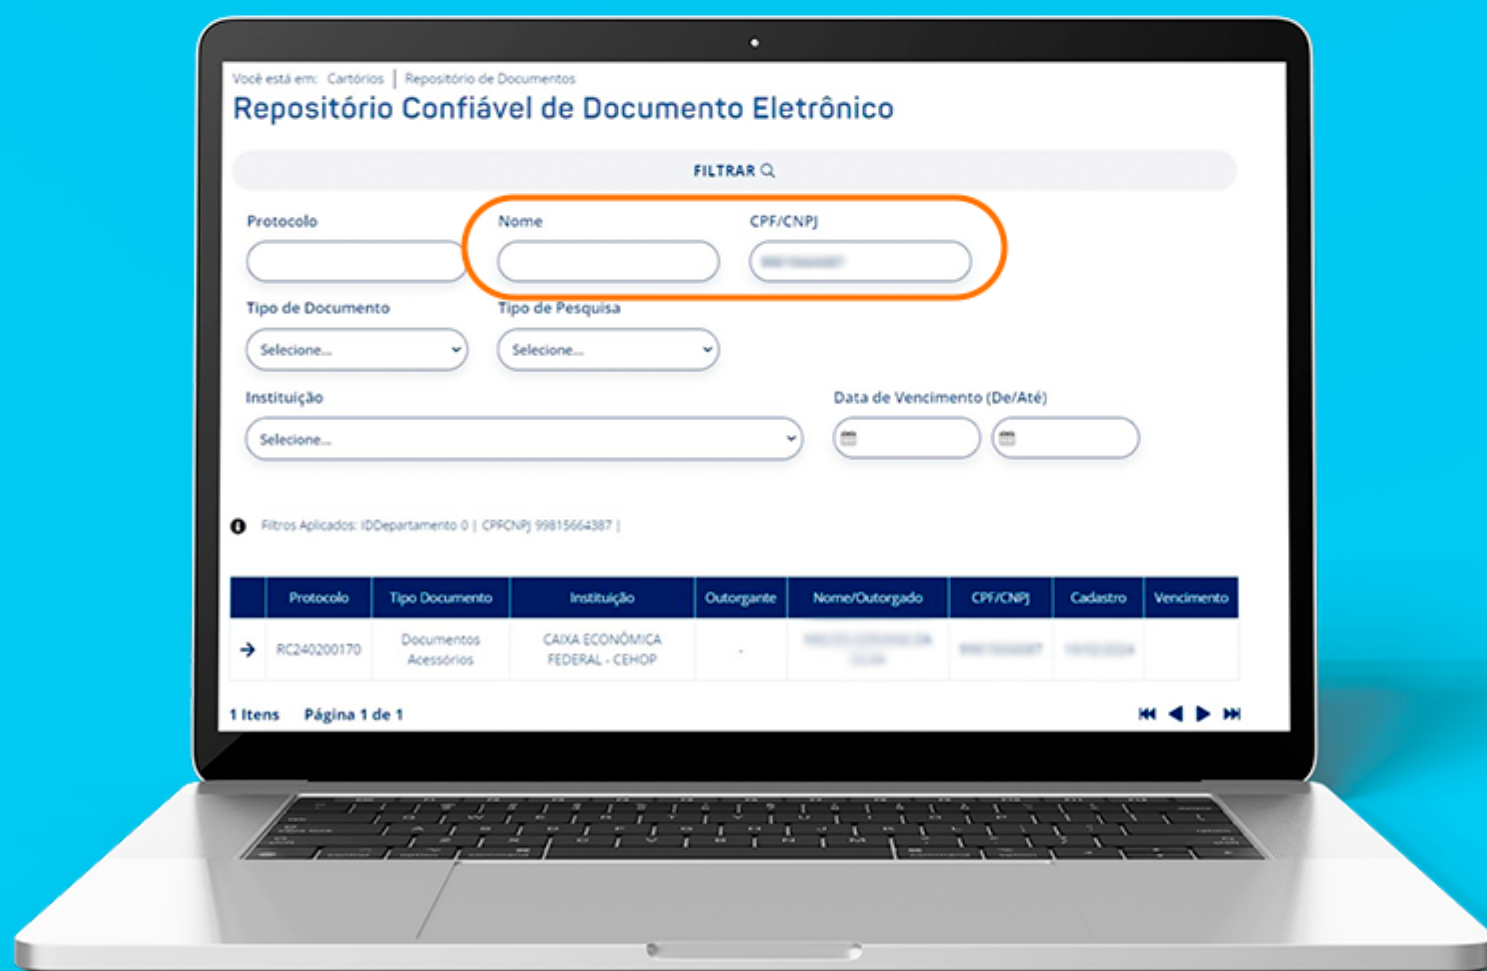 Você está em: Cartórios | Repositório de Documentos
Repositório Confiável de Documento Eletrônico
FILTRAR
Protocolo Nome CPF/CNPJ
Tipo de Documento Tipo de Pesquisa
Selecione... Selecione...
Instituição Data de Vencimento (De/Até)
Selecione...
Filtros Aplicados: IDDepartamento 0 | CPFCNPJ 99815664387 |
Protocolo Tipo Documento Instituição Outorgante Nome/Outorgado CPF/CNPJ Cadastro Vencimento
RC240200170 Documentos Acessórios CAIXA ECONÔMICA FEDERAL - CEHOP -
1 Itens Página 1 de 1